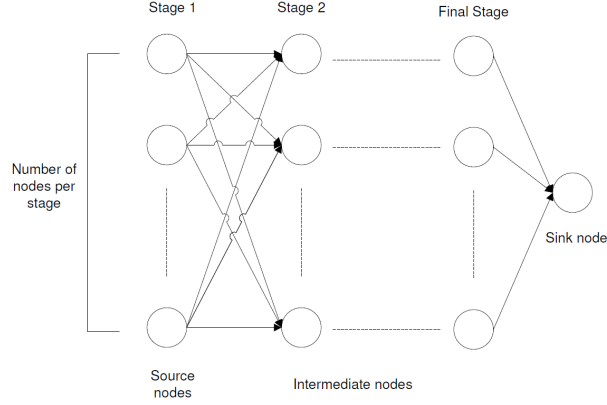 Stage 1
Stage 2
Final Stage
Number of
nodes per
stage
Sink node
Source
nodes
Intermediate nodes